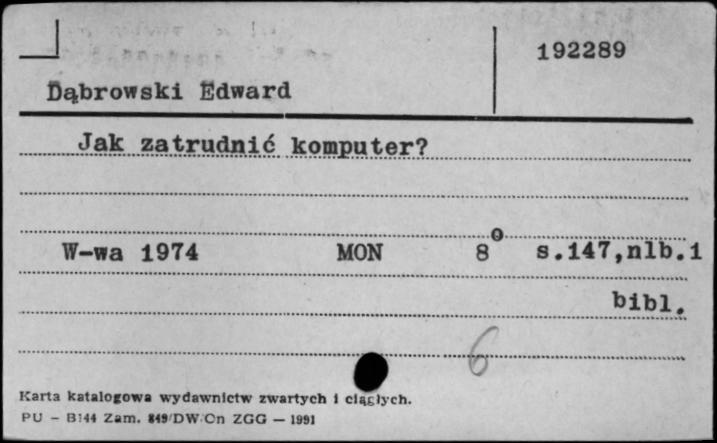 192289
Dąbrowski Edward
Jak zatrudnić komputer?
W-wa 1974 MON 8° s.147,nlb.1
bibl.
6
Karta katalogowa wydawnictw zwartych i ciągłych.
PU - B144 Zam. 849/DW/Cn ZGG — 1991